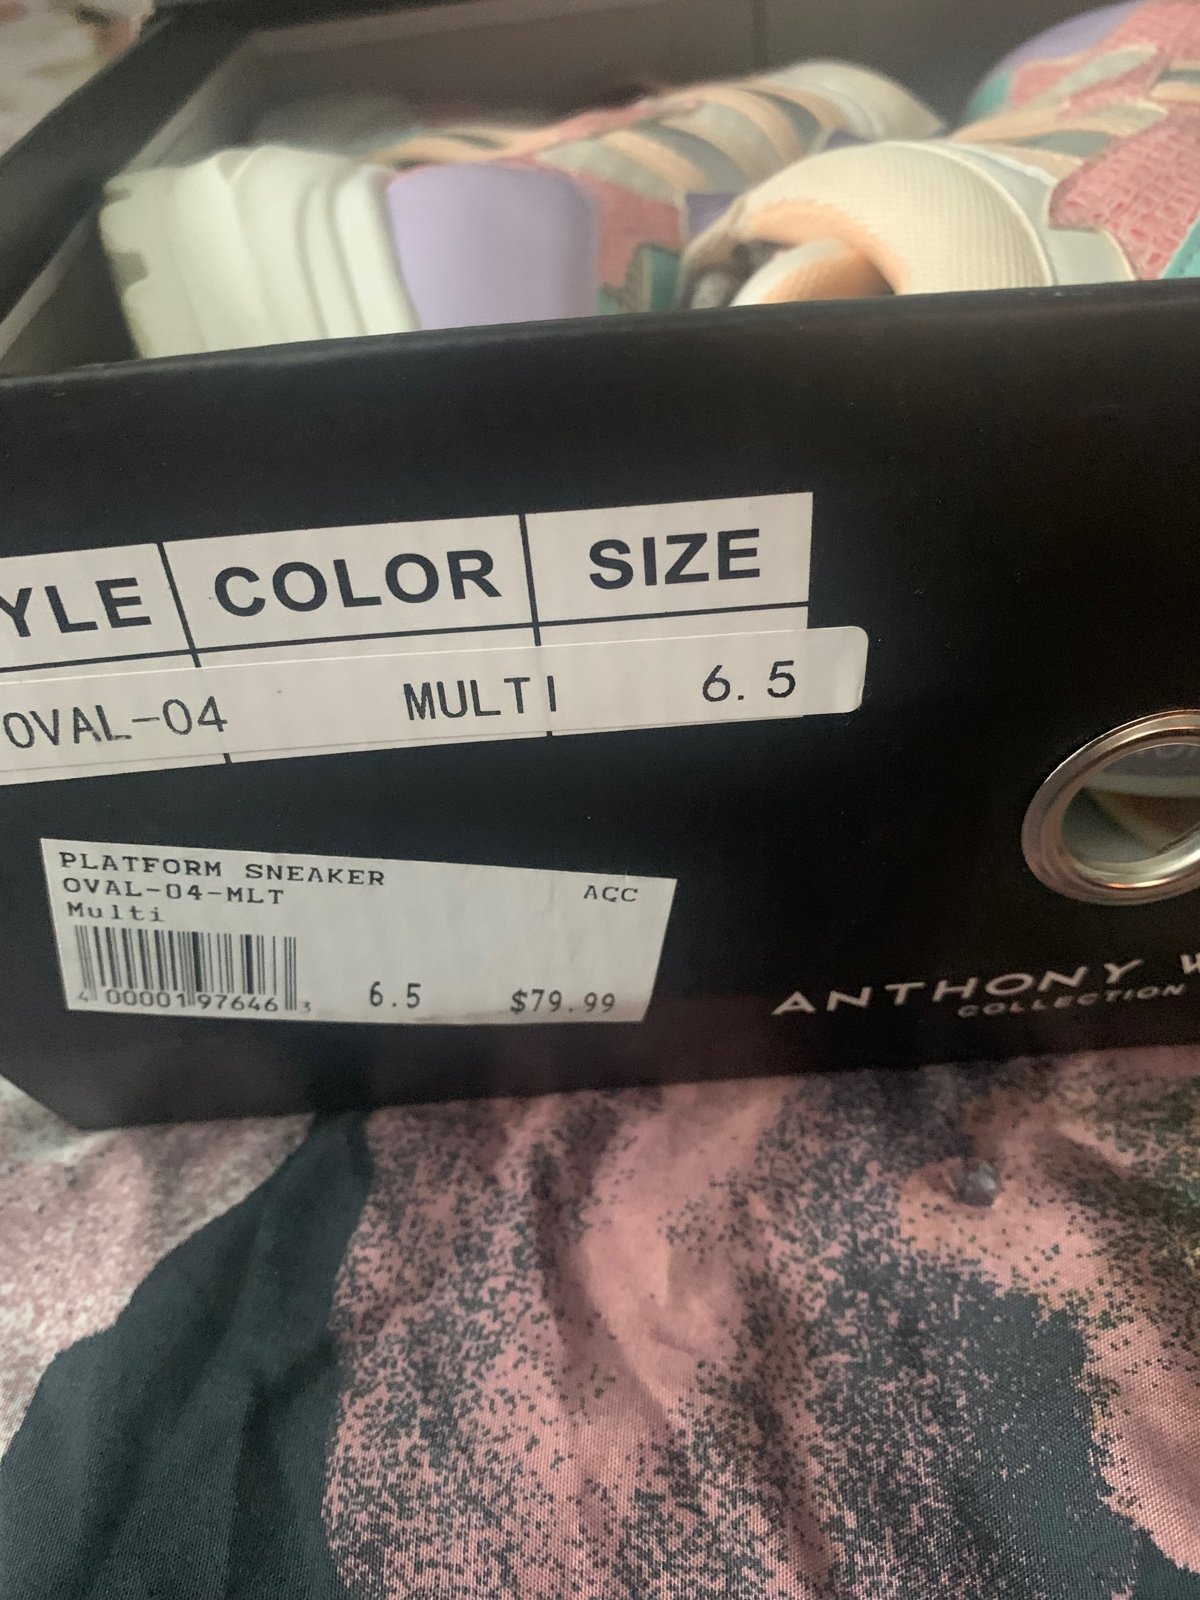 YLE COLOR SIZE
OVAL-04 MULTI 6.5
PLATFORM SNEAKER
OVAL-04-MLT ACC
Multi
4 00001 97646 3 6.5 $79.99
ANTHONY
COLLECTION